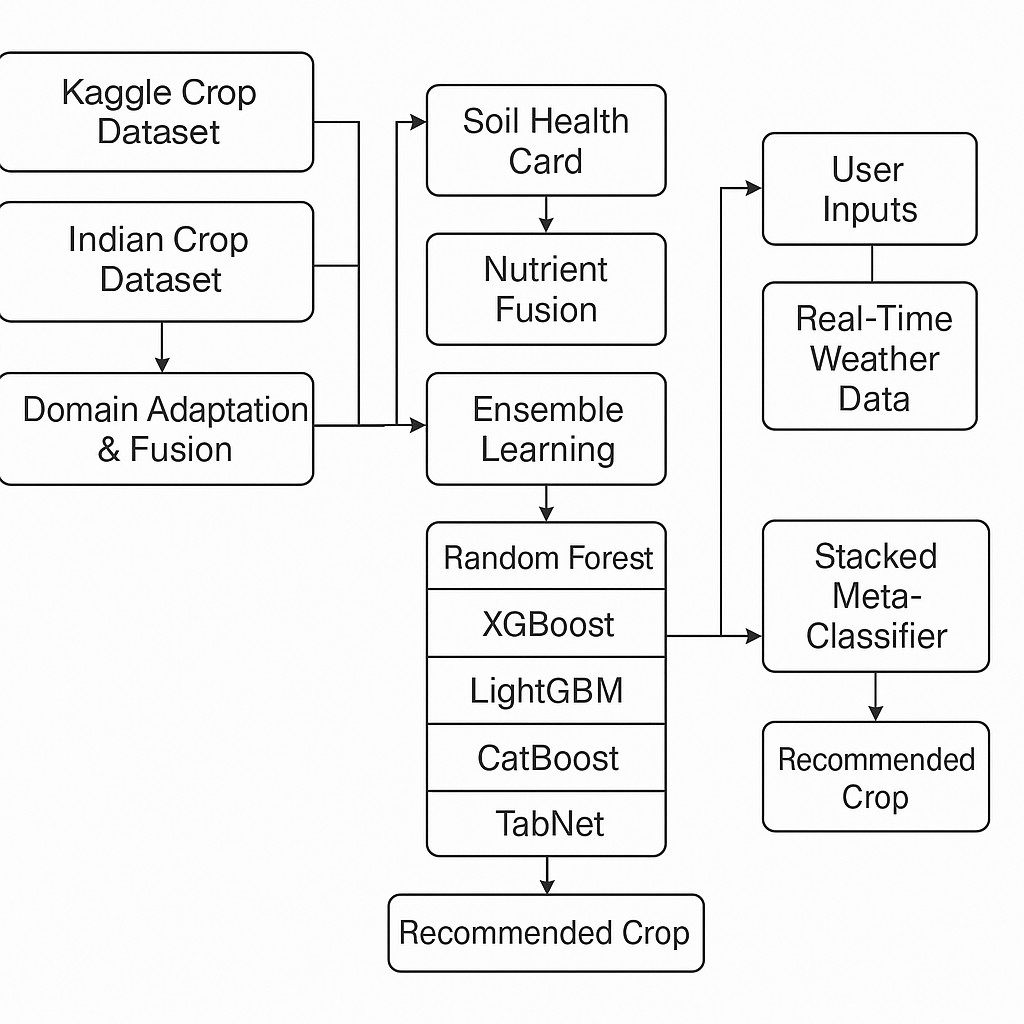 Kaggle Crop
Dataset
Indian Crop
Dataset
Domain Adaptation
& Fusion
Soil Health
Card
Nutrient
Fusion
Ensemble
Learning
Random Forest
XGBoost
LightGBM
CatBoost
TabNet
Recommended Crop
User
Inputs
Real-Time
Weather
Data
Stacked
Meta-
Classifier
Recommended
Crop